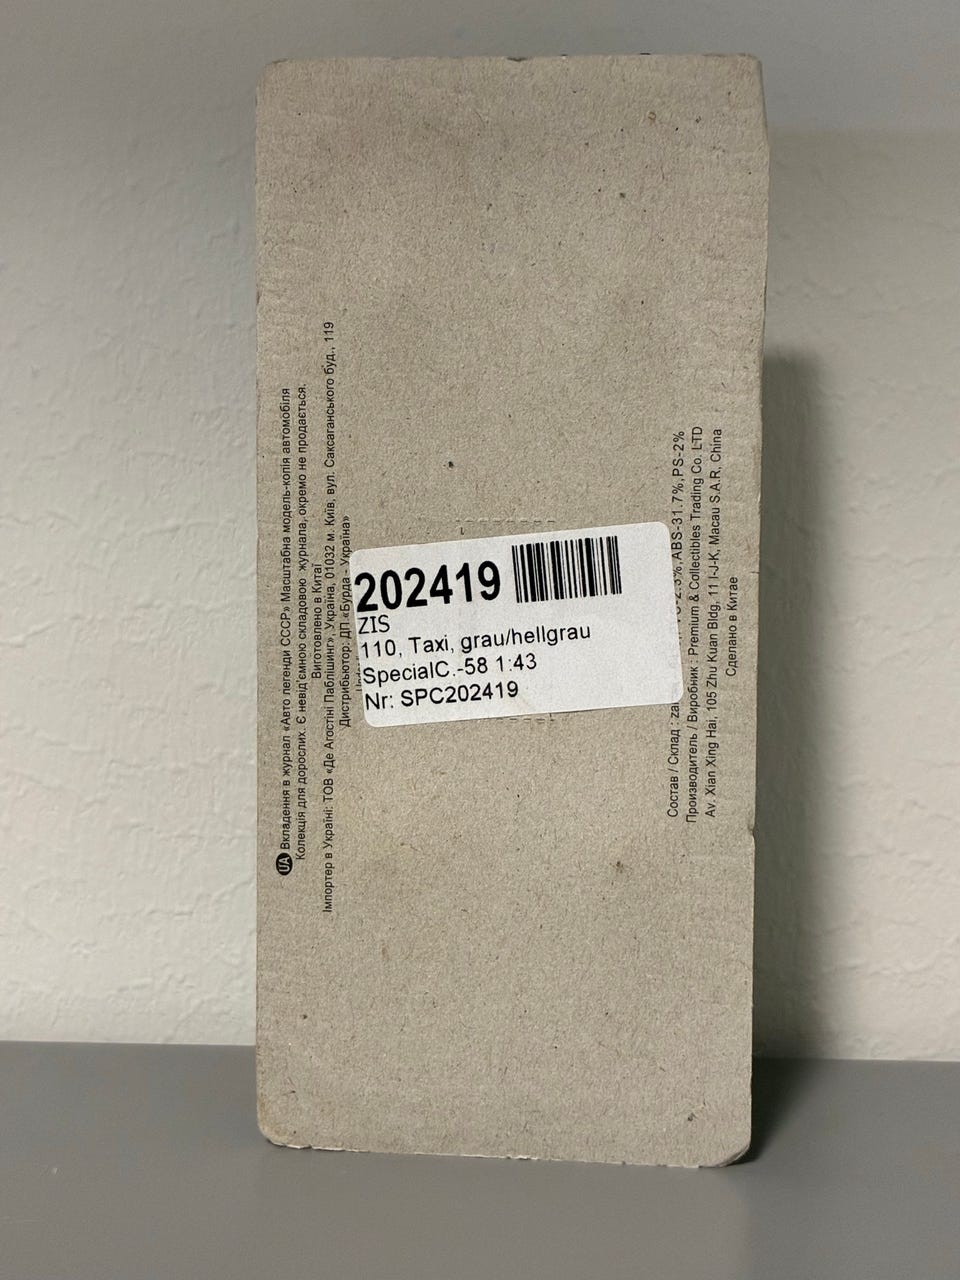 UA Вкладення в журнал «Авто легенди СССР» Масштабна модель-копія автомобіля
Колекція для дорослих. Є невід'ємною складовою журнала, окремо не продається.
Виготовлено в Китаї
Імпортер в Україні: ТОВ «Де Агостіні Паблішинг», Україна, 01032 м. Київ, вул. Саксаганського буд., 119
Дистрибьютор: ДП «Бурда - Україна»
202419
ZIS
110, Taxi, grau/hellgrau
SpecialC.-58 1:43
Nr: SPC202419
Состав / Склад : ABS-31.7%,PS-2%
Производитель / Виробник : Premium & Collectibles Trading Co. LTD
Av. Xian Xing Hai, 105 Zhu Kuan Bldg, 11 I-J-K, Macau S.A.R, China
Сделано в Китае